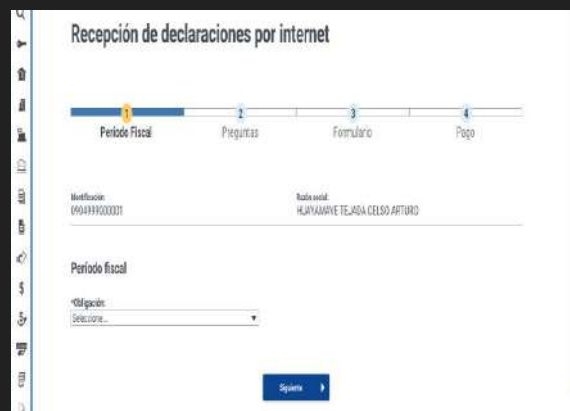 Recepción de declaraciones por internet
1 2 3 4
Período Fiscal Preguntas Formulario Pago
Identificación: Razón social:
0904999000001 HUAYAMAVE TEJADA CELSO ARTURO
Período fiscal
*Obligación:
Seleccione...
Siguiente